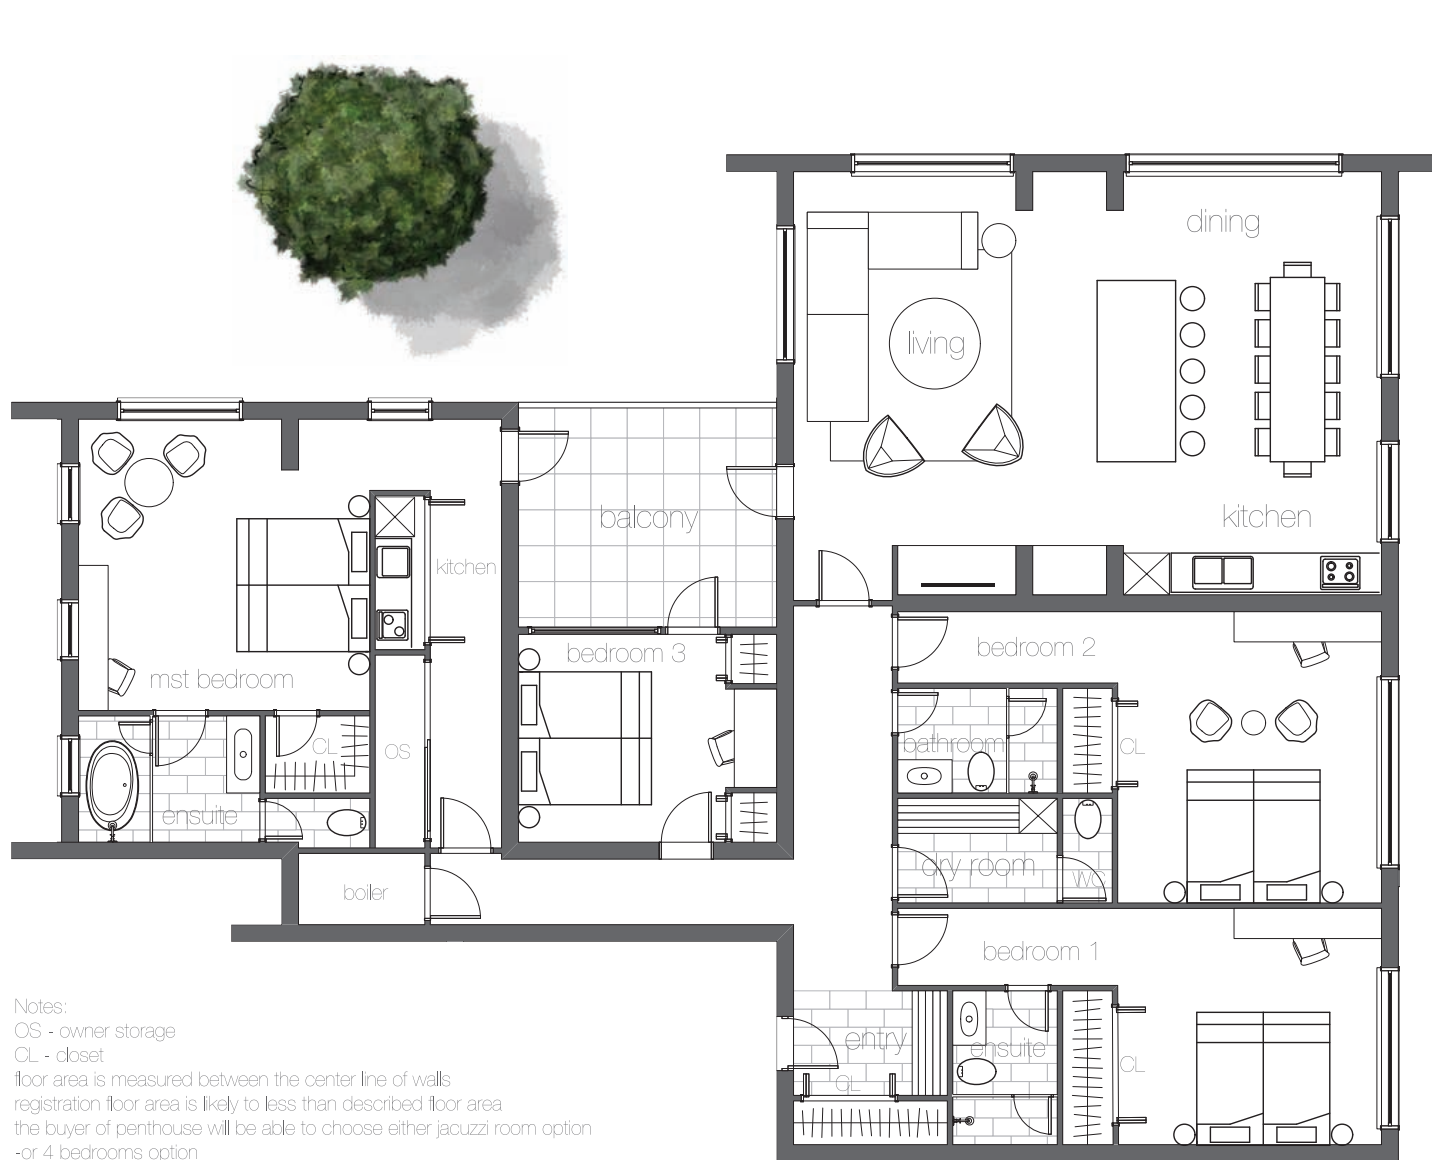 dining
living
kitchen
balcony
kitchen
mst bedroom
bedroom 3
bedroom 2
CL
OS
bathroom
CL
ensuite
dry room
WC
boiler
bedroom 1
entry
ensuite
CL
CL
Notes:
OS - owner storage
CL - closet
floor area is measured between the center line of walls
registration floor area is likely to less than described floor area
the buyer of penthouse will be able to choose either jacuzzi room option
-or 4 bedrooms option